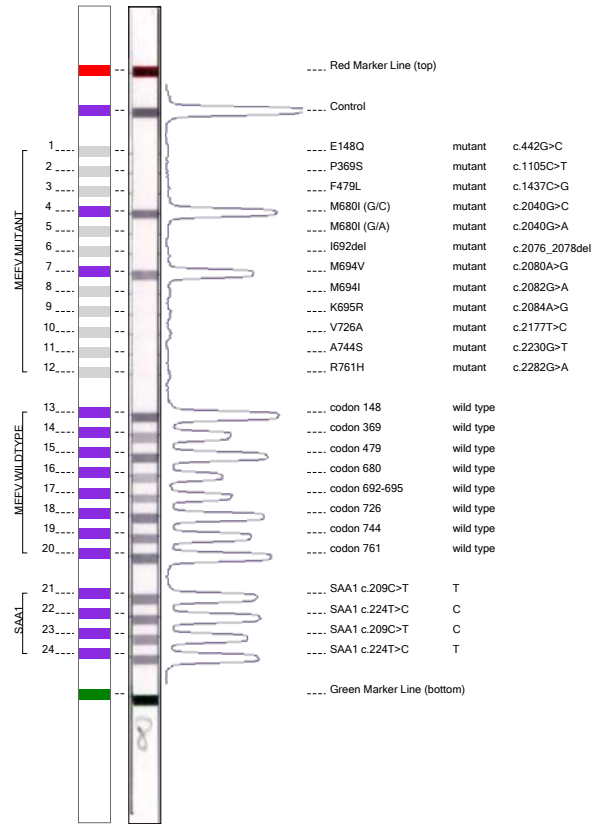 Red Marker Line (top)
Control
MEFV MUTANT
1 E148Q mutant c.442G>C
2 P369S mutant c.1105C>T
3 F479L mutant c.1437C>G
4 M680I (G/C) mutant c.2040G>C
5 M680I (G/A) mutant c.2040G>A
6 I692del mutant c.2076_2078del
7 M694V mutant c.2080A>G
8 M694I mutant c.2082G>A
9 K695R mutant c.2084A>G
10 V726A mutant c.2177T>C
11 A744S mutant c.2230G>T
12 R761H mutant c.2282G>A
MEFV WILDTYPE
13 codon 148 wild type
14 codon 369 wild type
15 codon 479 wild type
16 codon 680 wild type
17 codon 692-695 wild type
18 codon 726 wild type
19 codon 744 wild type
20 codon 761 wild type
SAA1
21 SAA1 c.209C>T T
22 SAA1 c.224T>C C
23 SAA1 c.209C>T C
24 SAA1 c.224T>C T
Green Marker Line (bottom)